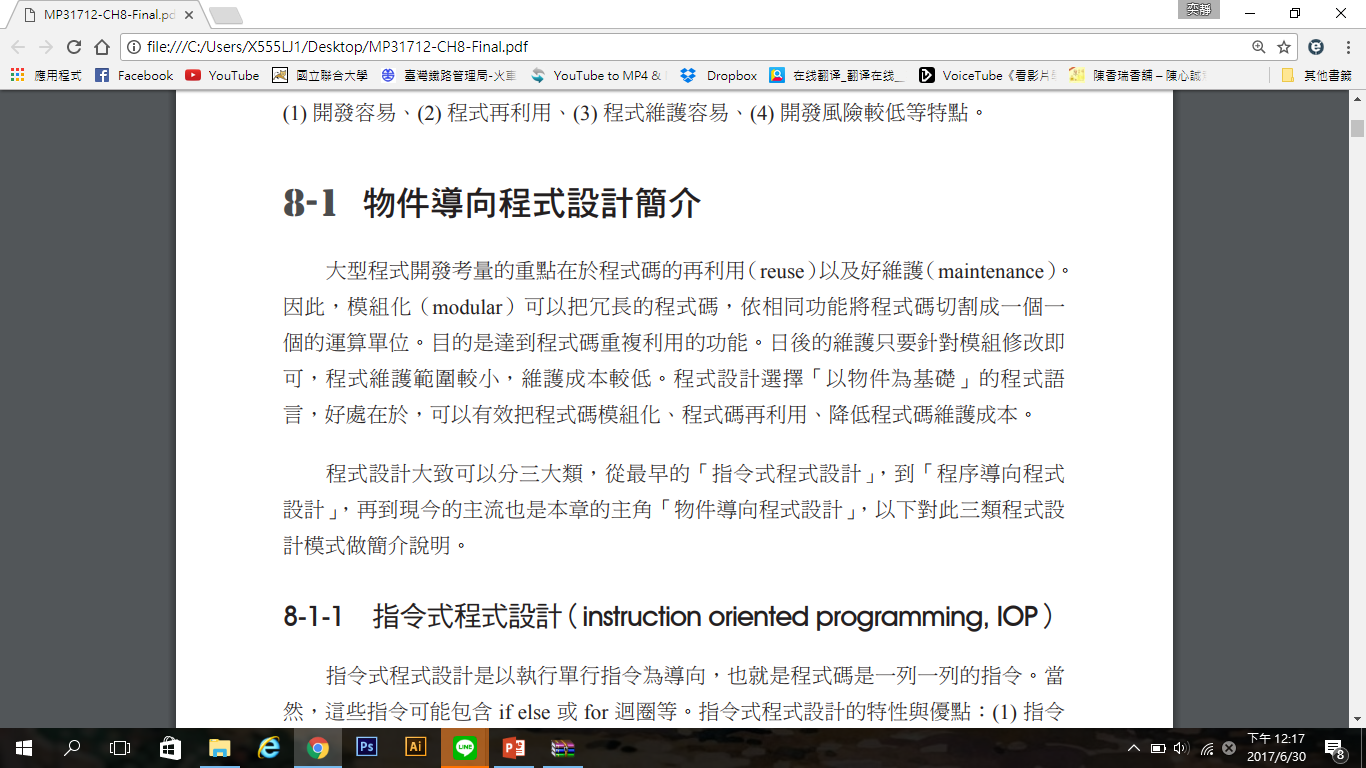 MP31712-CH8-Final.pd
奕靜
file:///C:/Users/X555LJ1/Desktop/MP31712-CH8-Final.pdf
應用程式 Facebook YouTube 國立聯合大學 臺灣鐵路管理局-火車 YouTube to MP4 & Dropbox 在线翻译_翻译在线_ VoiceTube《看影片 陳香瑞香舖 – 陳心誠 其他書籤
(1) 開發容易、(2) 程式再利用、(3) 程式維護容易、(4) 開發風險較低等特點。
8-1 物件導向程式設計簡介
大型程式開發考量的重點在於程式碼的再利用（reuse）以及好維護（maintenance）。
因此，模組化（modular）可以把冗長的程式碼，依相同功能將程式碼切割成一個一
個的運算單位。目的是達到程式碼重複利用的功能。日後的維護只要針對模組修改即
可，程式維護範圍較小，維護成本較低。程式設計選擇「以物件為基礎」的程式語
言，好處在於，可以有效把程式碼模組化、程式碼再利用、降低程式碼維護成本。
程式設計大致可以分三大類，從最早的「指令式程式設計」，到「程序導向程式
設計」，再到現今的主流也是本章的主角「物件導向程式設計」，以下對此三類程式設
計模式做簡介說明。
8-1-1 指令式程式設計（instruction oriented programming, IOP）
指令式程式設計是以執行單行指令為導向，也就是程式碼是一列一列的指令。當
然，這些指令可能包含 if else 或 for 迴圈等。指令式程式設計的特性與優點：(1) 指令
Ps Ai LINE
下午 12:17
2017/6/30
8